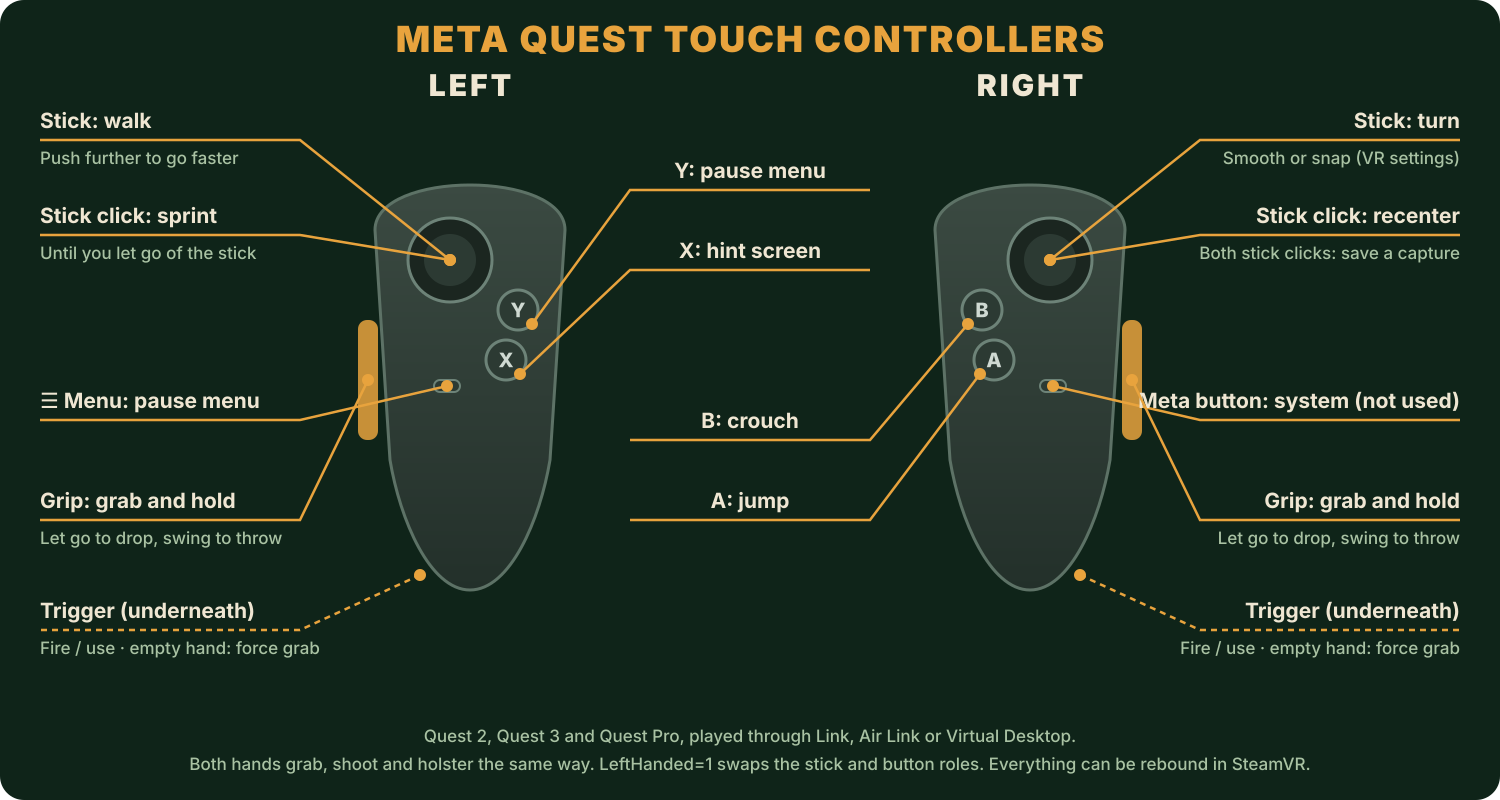 META QUEST TOUCH CONTROLLERS
LEFT
RIGHT
Stick: walk
Push further to go faster
Stick click: sprint
Until you let go of the stick
☰ Menu: pause menu
Grip: grab and hold
Let go to drop, swing to throw
Trigger (underneath)
Fire / use · empty hand: force grab
Y
X
Y: pause menu
X: hint screen
B: crouch
A: jump
B
A
Stick: turn
Smooth or snap (VR settings)
Stick click: recenter
Both stick clicks: save a capture
Meta button: system (not used)
Grip: grab and hold
Let go to drop, swing to throw
Trigger (underneath)
Fire / use · empty hand: force grab
Quest 2, Quest 3 and Quest Pro, played through Link, Air Link or Virtual Desktop.
Both hands grab, shoot and holster the same way. LeftHanded=1 swaps the stick and button roles. Everything can be rebound in SteamVR.